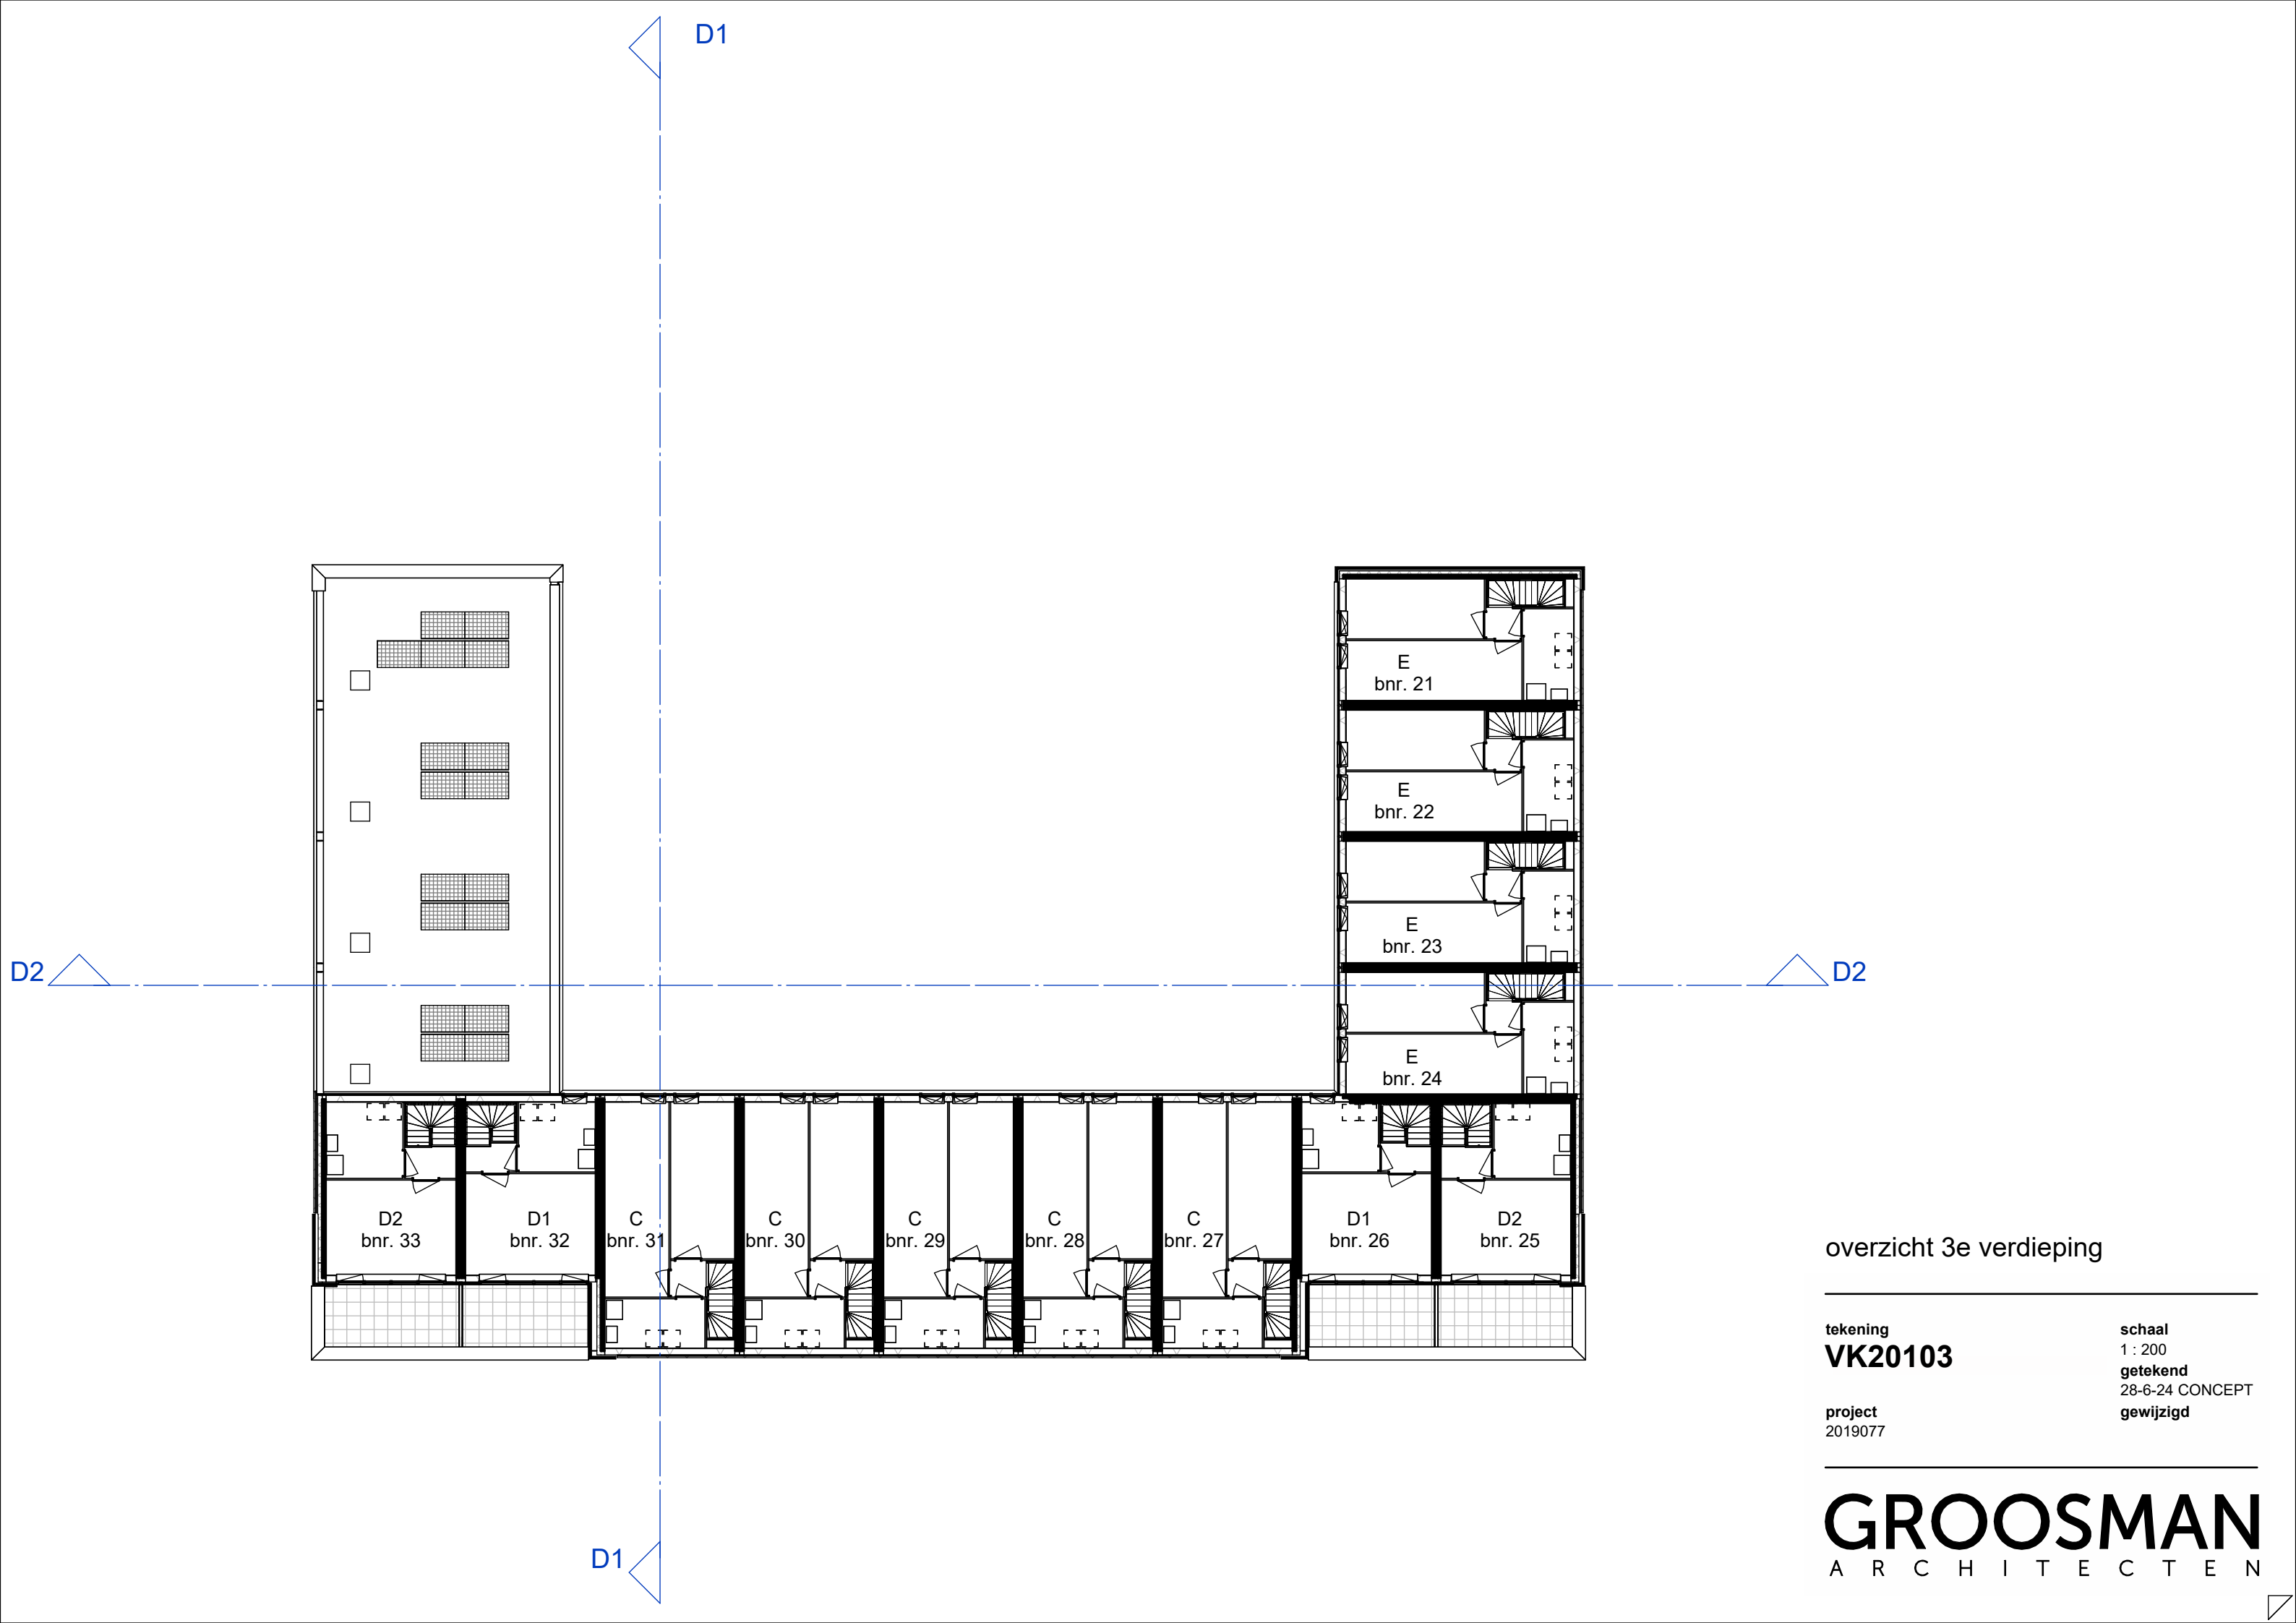 D1
E
bnr. 21
E
bnr. 22
E
bnr. 23
D2
D2
E
bnr. 24
D2
bnr. 33
D1
bnr. 32
C
bnr. 31
C
bnr. 30
C
bnr. 29
C
bnr. 28
C
bnr. 27
D1
bnr. 26
D2
bnr. 25
D1
overzicht 3e verdieping
tekening
VK20103
project
2019077
schaal
1 : 200
getekend
28-6-24 CONCEPT
gewijzigd
GROOSMAN
ARCHITECTEN